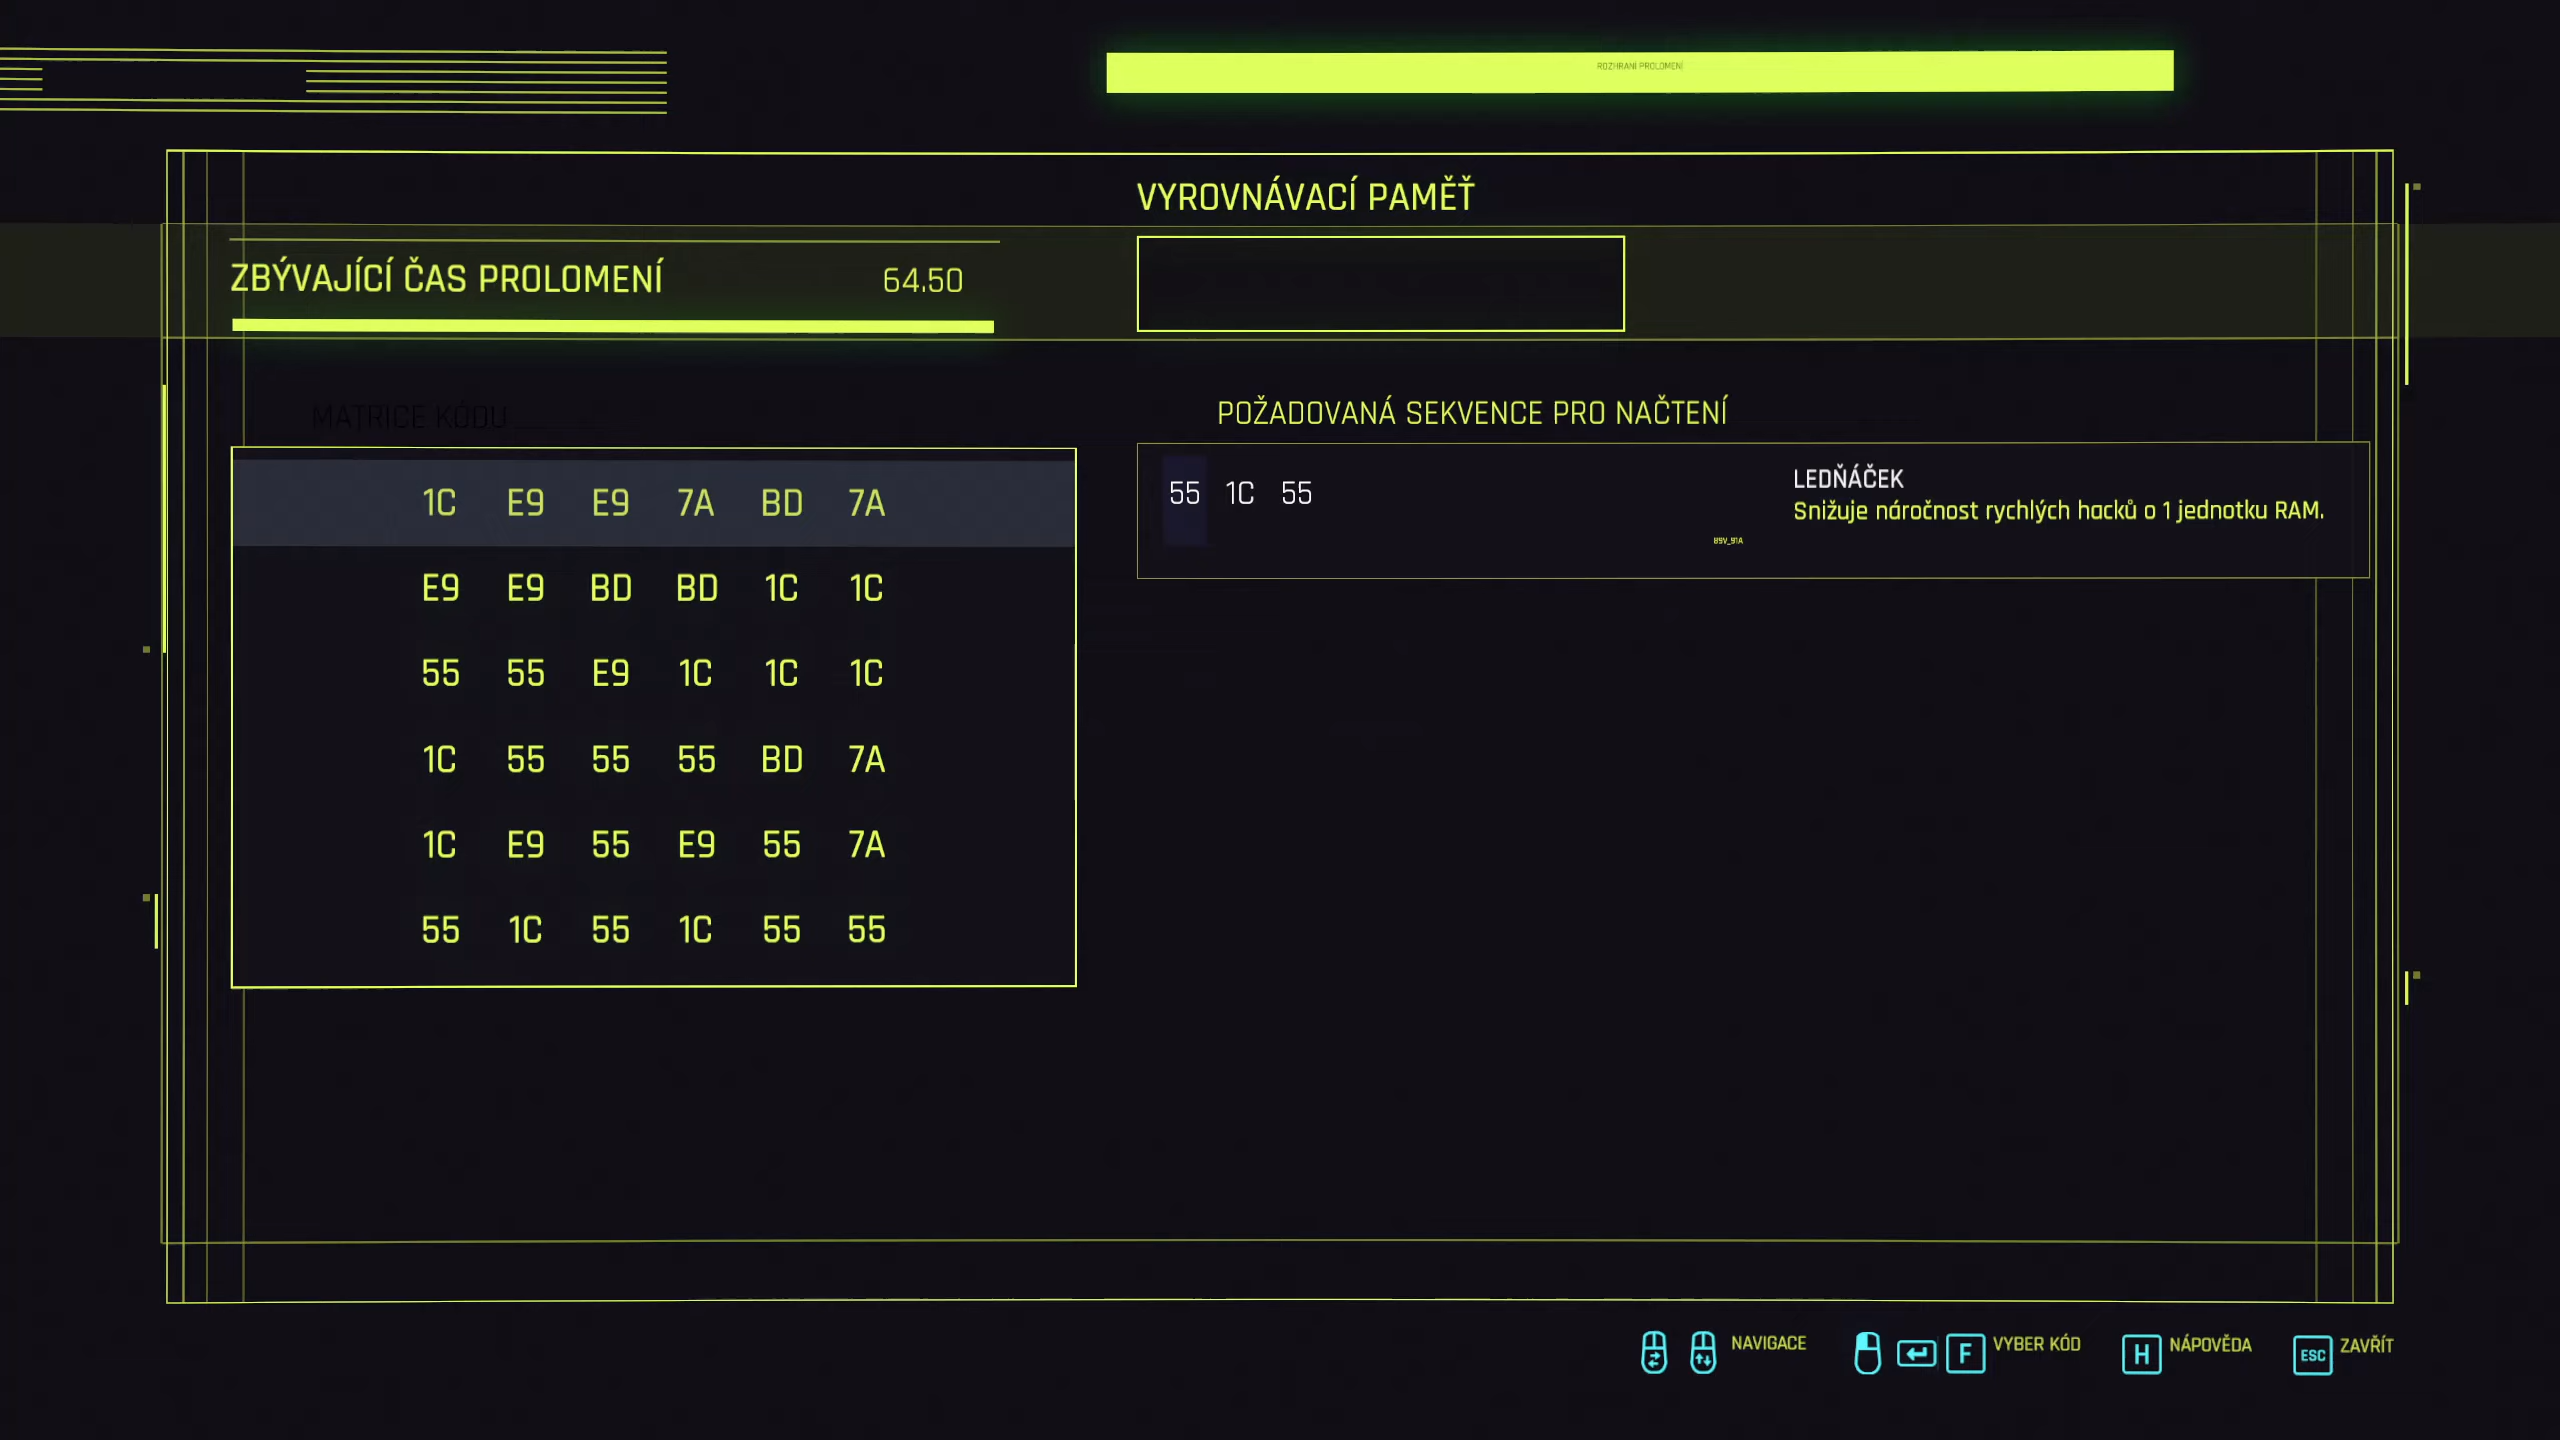 ROZHRANÍ PROLOMENÍ
VYROVNÁVACÍ PAMĚŤ
ZBÝVAJÍCÍ ČAS PROLOMENÍ 64.50
MATRICE KÓDU
POŽADOVANÁ SEKVENCE PRO NAČTENÍ
1C E9 E9 7A BD 7A
E9 E9 BD BD 1C 1C
55 55 E9 1C 1C 1C
1C 55 55 55 BD 7A
1C E9 55 E9 55 7A
55 1C 55 1C 55 55
55 1C 55
LEDŇÁČEK
Snižuje náročnost rychlých hacků o 1 jednotku RAM.
NAVIGACE
F VYBER KÓD
H NÁPOVĚDA
ESC ZAVŘÍT